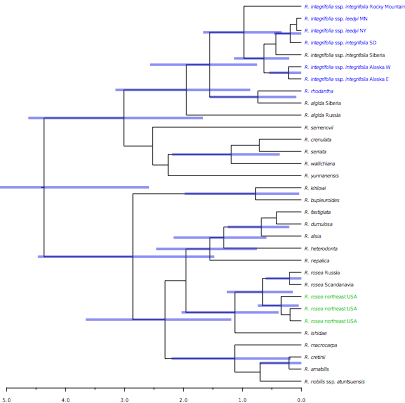 R. integrifolia ssp. integrifolia Rocky Mountain
R. integrifolia ssp. leedyi MN
R. integrifolia ssp. leedyi NY
R. integrifolia ssp. integrifolia SD
R. integrifolia ssp. integrifolia Siberia
R. integrifolia ssp. integrifolia Alaska W
R. integrifolia ssp. integrifolia Alaska E
R. rhodantha
R. algida Siberia
R. algida Russia
R. semenovii
R. crenulata
R. serrata
R. wallichiana
R. yunnanensis
R. kirilowi
R. bupleuroides
R. fastigiata
R. dumulosa
R. alsia
R. heterodonta
R. nepalica
R. rosea Russia
R. rosea Scandanavia
R. rosea northeast USA
R. rosea northeast USA
R. rosea northeast USA
R. ishidae
R. macrocarpa
R. cretinii
R. amabilis
R. nobilis ssp. atuntsuensis
5.0 4.0 3.0 2.0 1.0 0.0